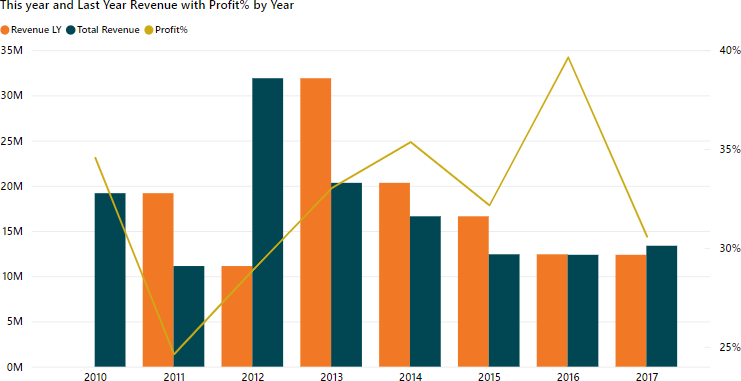 This year and Last Year Revenue with Profit% by Year
Revenue LY Total Revenue Profit%
35M
30M
25M
20M
15M
10M
5M
0M
40%
35%
30%
25%
2010 2011 2012 2013 2014 2015 2016 2017